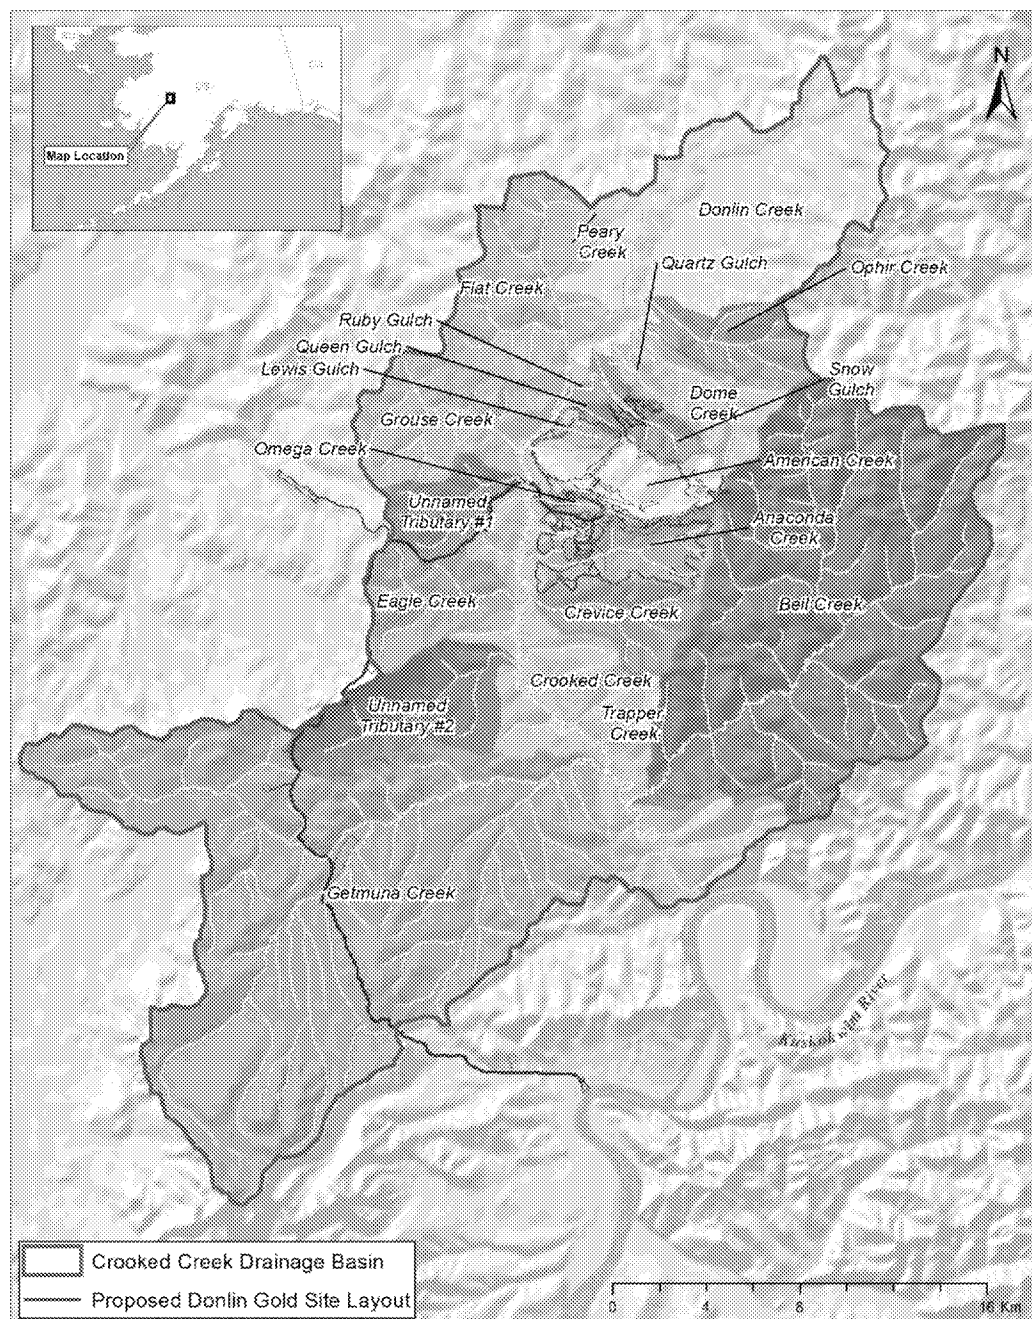 Map Location
N
Donlin Creek
Peary
Creek
Quartz Gulch
Ophir Creek
Flat Creek
Ruby Gulch
Queen Gulch
Lewis Gulch
Snow
Gulch
Dome
Creek
Grouse Creek
Omega Creek
American Creek
Unnamed
Tributary #1
Anaconda
Creek
Eagle Creek
Crevice Creek
Bell Creek
Crooked Creek
Unnamed
Tributary #2
Trapper
Creek
Getmuna Creek
Kuskokwim River
Crooked Creek Drainage Basin
Proposed Donlin Gold Site Layout
0 4 8 16 Km